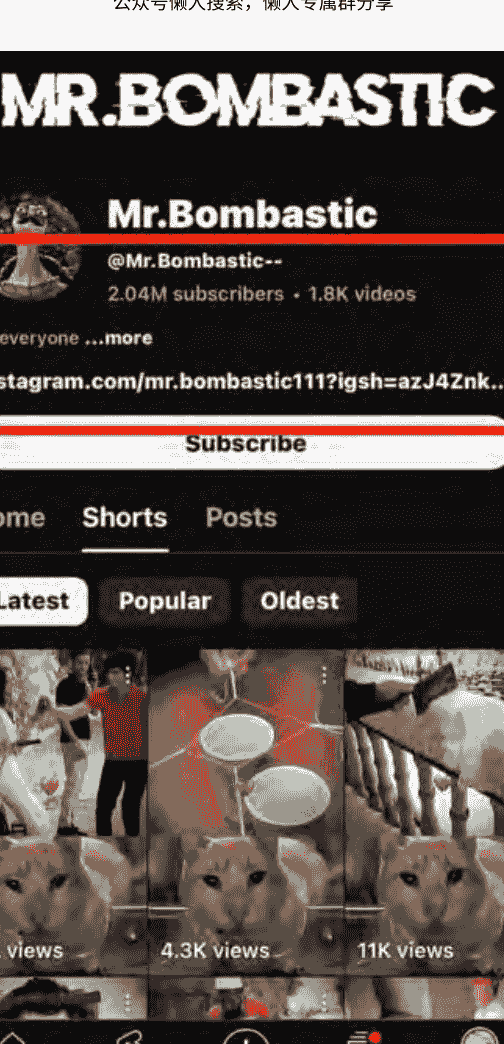 公众号懒人搜索，懒人专属群分享
MR.BOMBASTIC
Mr.Bombastic
@Mr.Bombastic--
2.04M subscribers • 1.8K videos
everyone ...more
stagram.com/mr.bombastic111?igsh=azJ4Znk...
Subscribe
ome Shorts Posts
Latest Popular Oldest
views 4.3K views 11K views